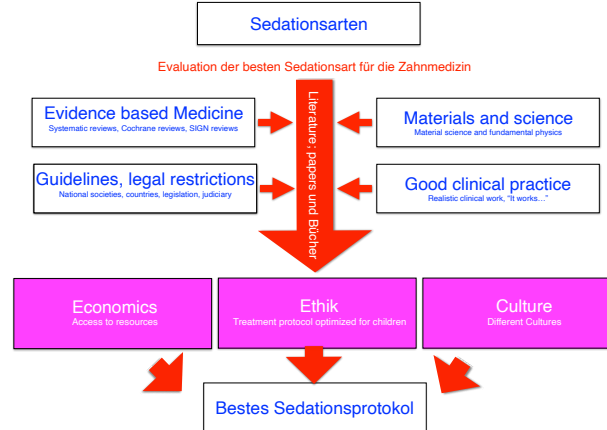 Sedationsarten
Evaluation der besten Sedationsart für die Zahnmedizin
Evidence based Medicine
Systematic reviews, Cochrane reviews, SIGN reviews
Materials and science
Material science and fundamental physics
Literature; papers und Bücher
Guidelines, legal restrictions
National societies, countries, legislation, judiciary
Good clinical practice
Realistic clinical work, "It works…"
Economics
Access to resources
Ethik
Treatment protocol optimized for children
Culture
Different Cultures
Bestes Sedationsprotokol